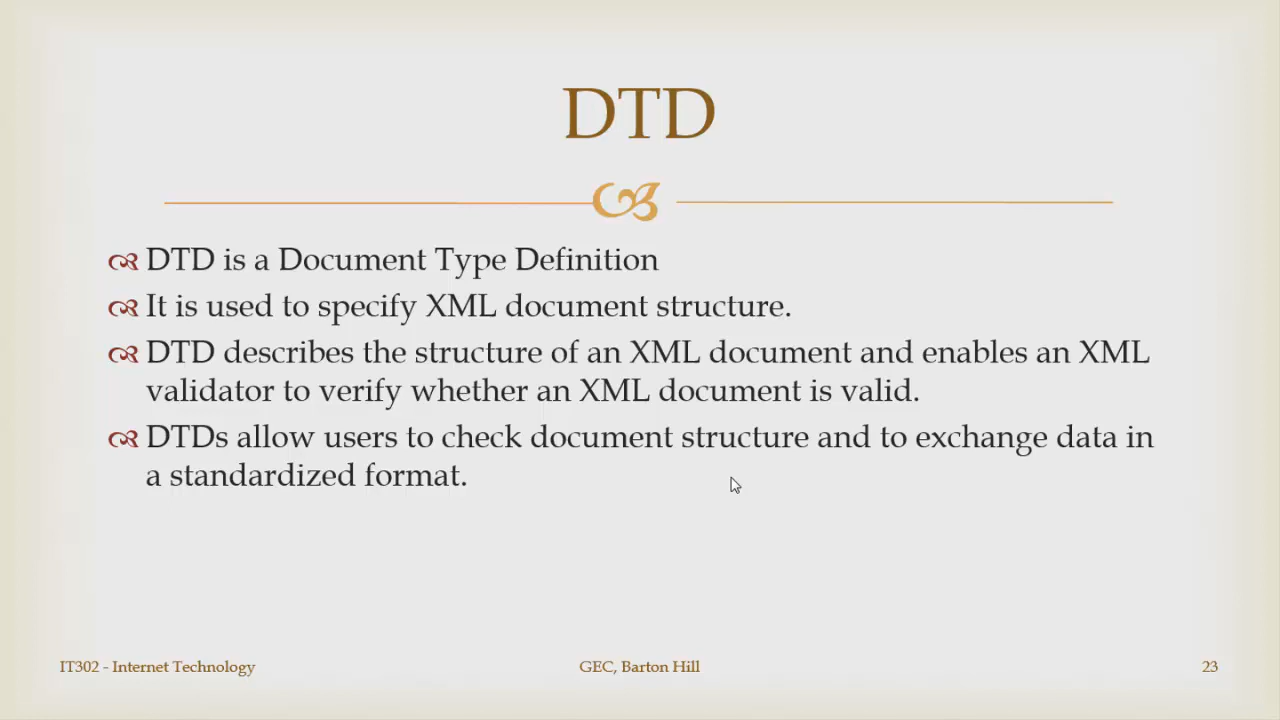 DTD
DTD is a Document Type Definition
It is used to specify XML document structure.
DTD describes the structure of an XML document and enables an XML
validator to verify whether an XML document is valid.
DTDs allow users to check document structure and to exchange data in
a standardized format.
IT302 - Internet Technology
GEC, Barton Hill
23